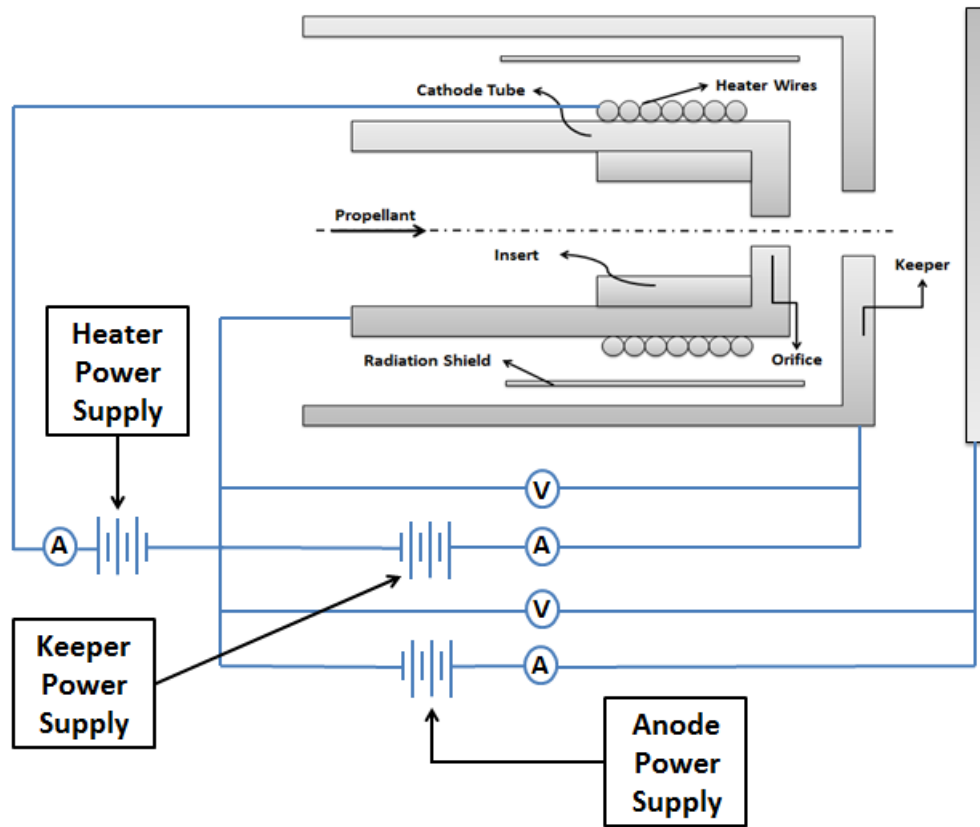 Cathode Tube
Heater Wires
Propellant
Insert
Keeper
Orifice
Radiation Shield
Heater
Power
Supply
V
A
A
V
A
Keeper
Power
Supply
Anode
Power
Supply